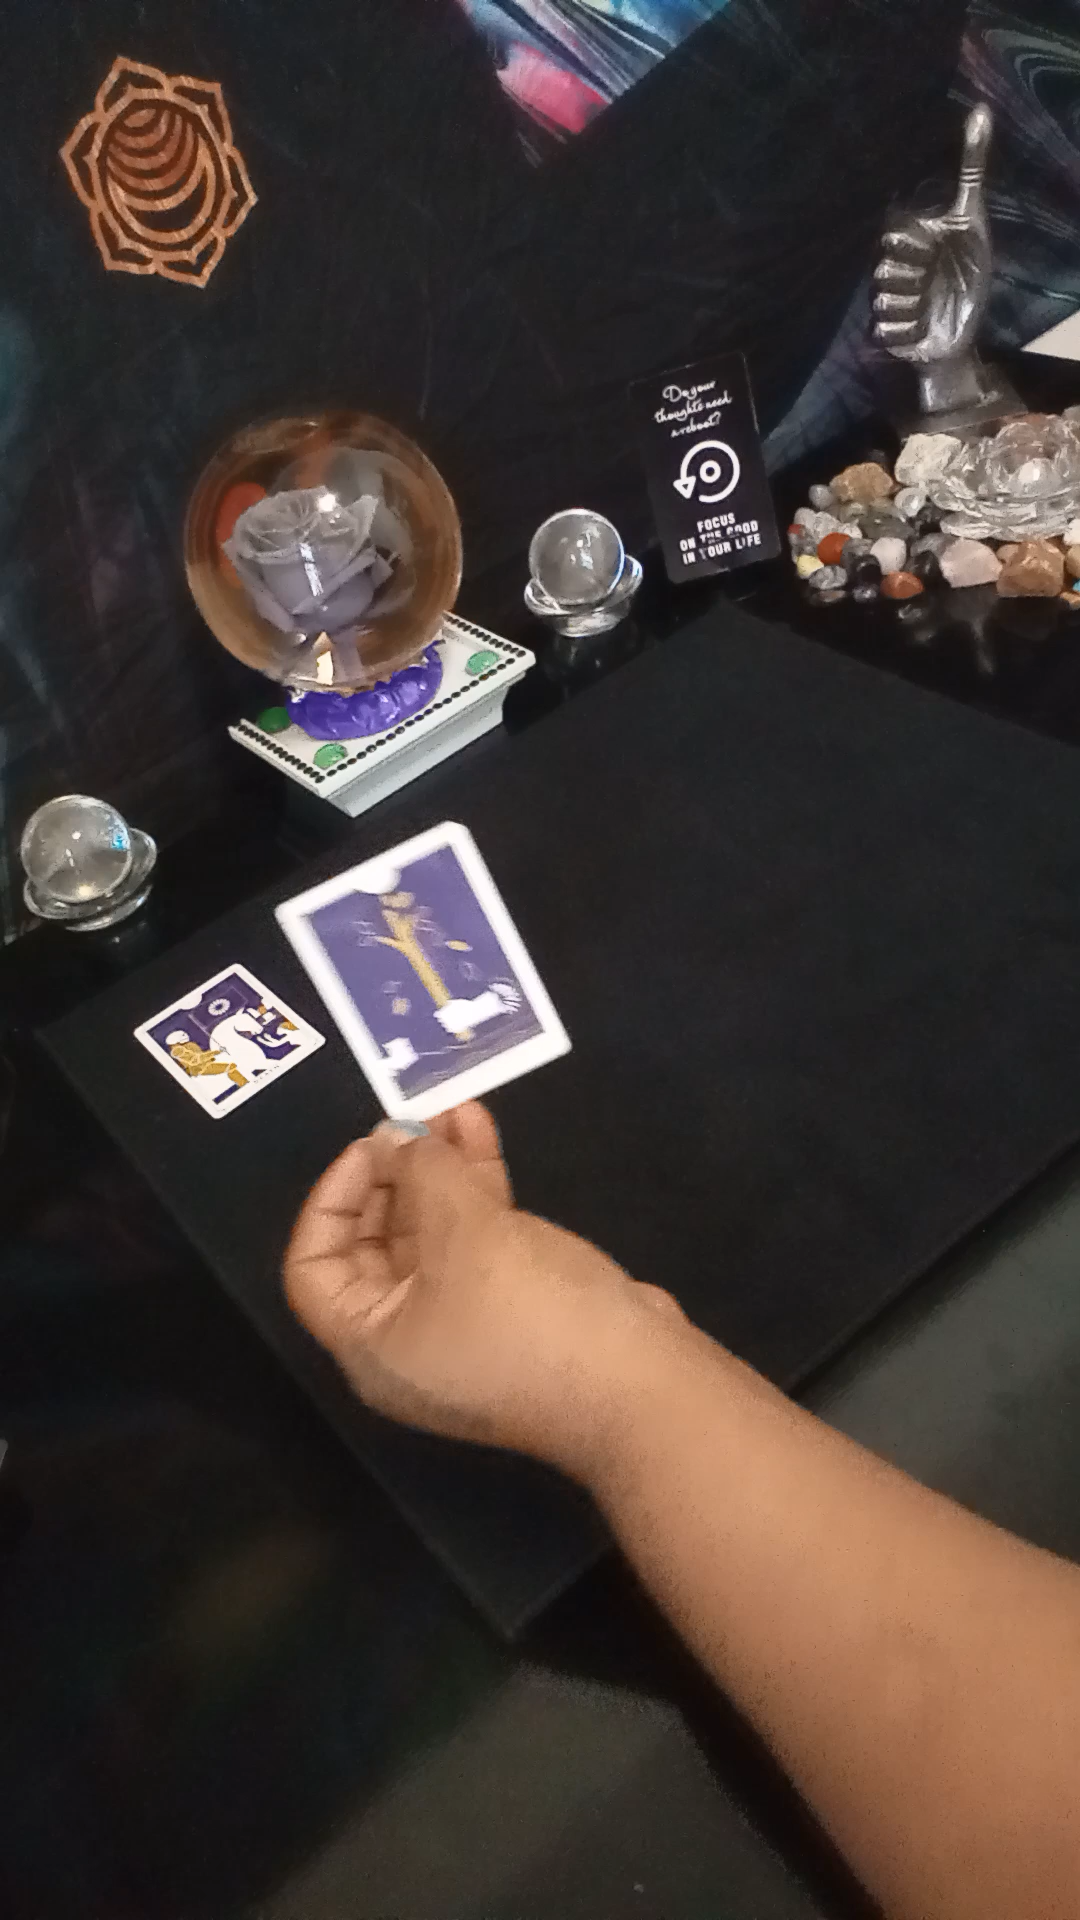 Do your
thoughts need
a reboot?
FOCUS
ON THE GOOD
IN YOUR LIFE